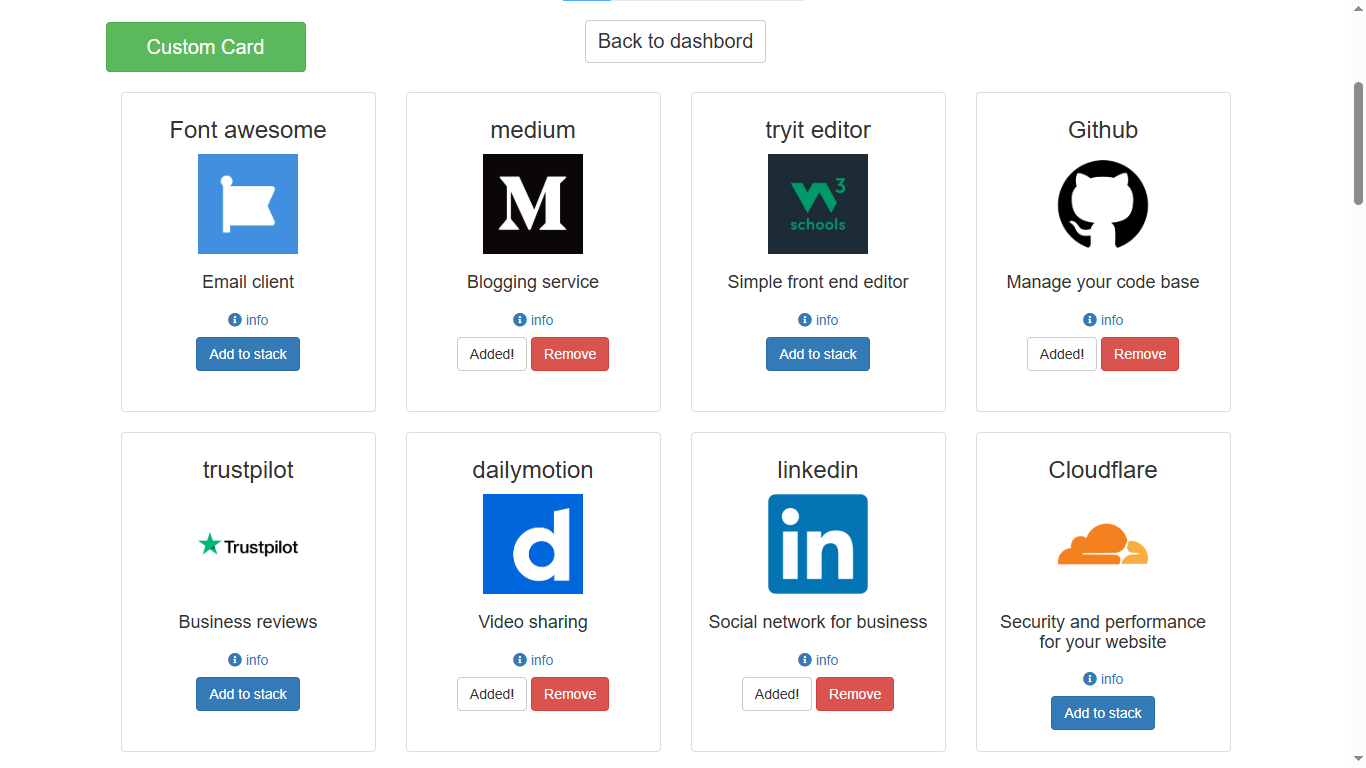 Custom Card
Back to dashbord
Font awesome
Email client
info
Add to stack
medium
M
Blogging service
info
Added!
Remove
tryit editor
w3
schools
Simple front end editor
info
Add to stack
Github
Manage your code base
info
Added!
Remove
trustpilot
Trustpilot
Business reviews
info
Add to stack
dailymotion
d
Video sharing
info
Added!
Remove
linkedin
in
Social network for business
info
Added!
Remove
Cloudflare
Security and performance
for your website
info
Add to stack